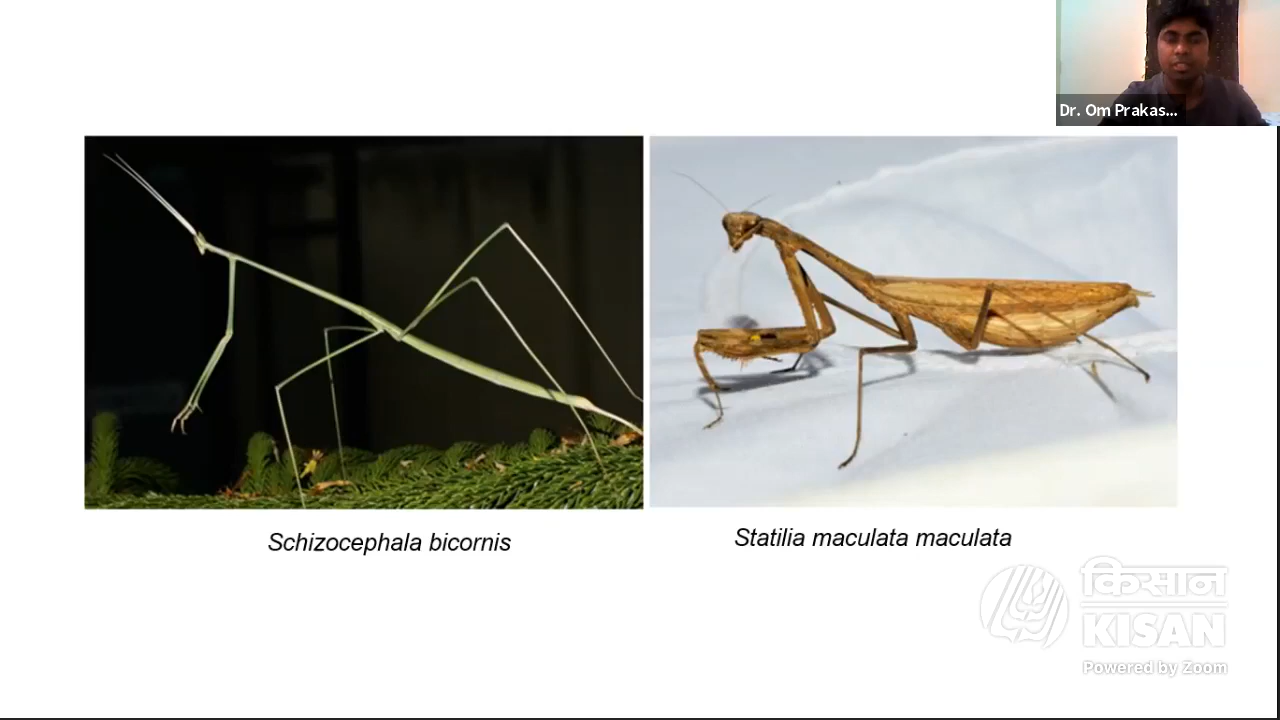 Dr. Om Prakas...
Schizocephala bicornis
Statilia maculata maculata
किसान
KISAN
Powered by Zoom